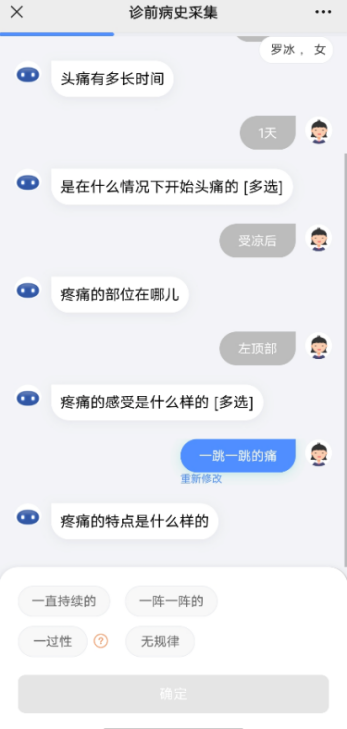 诊前病史采集
罗冰 ，女
头痛有多长时间
1天
是在什么情况下开始头痛的 [多选]
受凉后
疼痛的部位在哪儿
左顶部
疼痛的感受是什么样的 [多选]
一跳一跳的痛
重新修改
疼痛的特点是什么样的
一直持续的
一阵一阵的
一过性 ?
无规律
确定